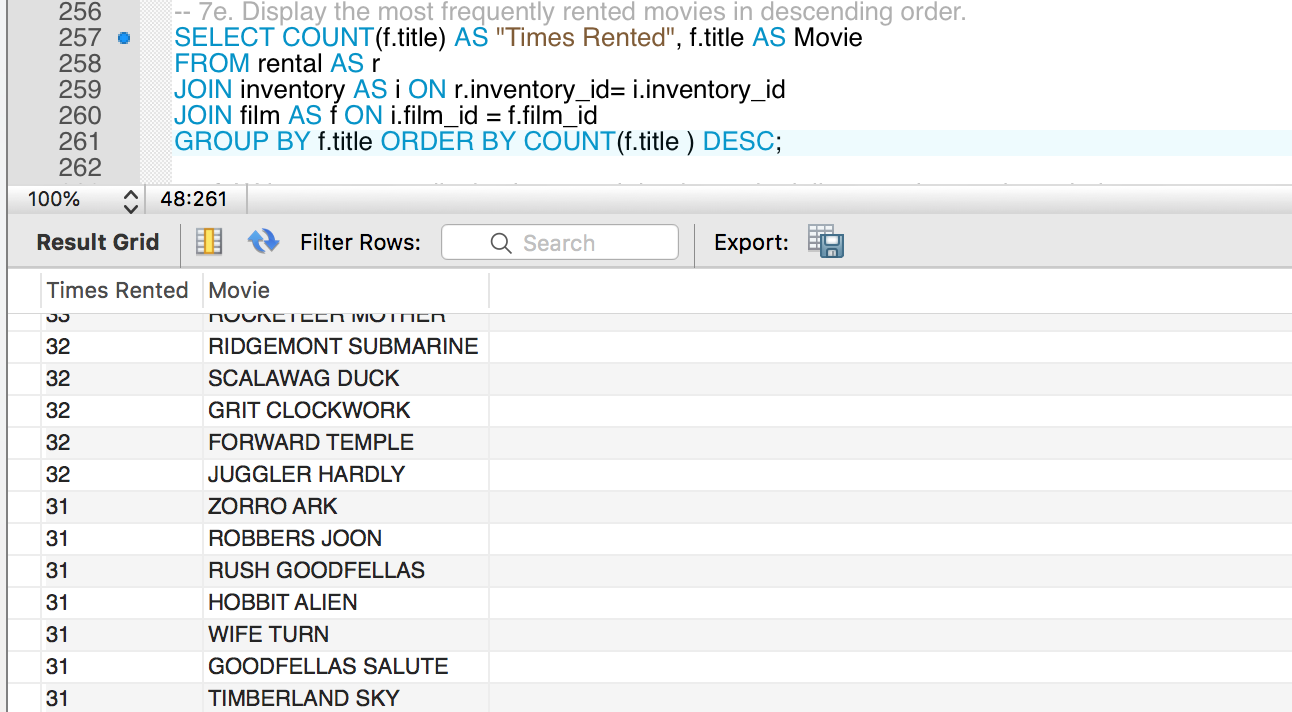 256 -- 7e. Display the most frequently rented movies in descending order.
257 SELECT COUNT(f.title) AS "Times Rented", f.title AS Movie
258 FROM rental AS r
259 JOIN inventory AS i ON r.inventory_id= i.inventory_id
260 JOIN film AS f ON i.film_id = f.film_id
261 GROUP BY f.title ORDER BY COUNT(f.title ) DESC;
262
100% 48:261
Result Grid Filter Rows: Search Export:
Times Rented Movie
33 ROCKETEER MOTHER
32 RIDGEMONT SUBMARINE
32 SCALAWAG DUCK
32 GRIT CLOCKWORK
32 FORWARD TEMPLE
32 JUGGLER HARDLY
31 ZORRO ARK
31 ROBBERS JOON
31 RUSH GOODFELLAS
31 HOBBIT ALIEN
31 WIFE TURN
31 GOODFELLAS SALUTE
31 TIMBERLAND SKY